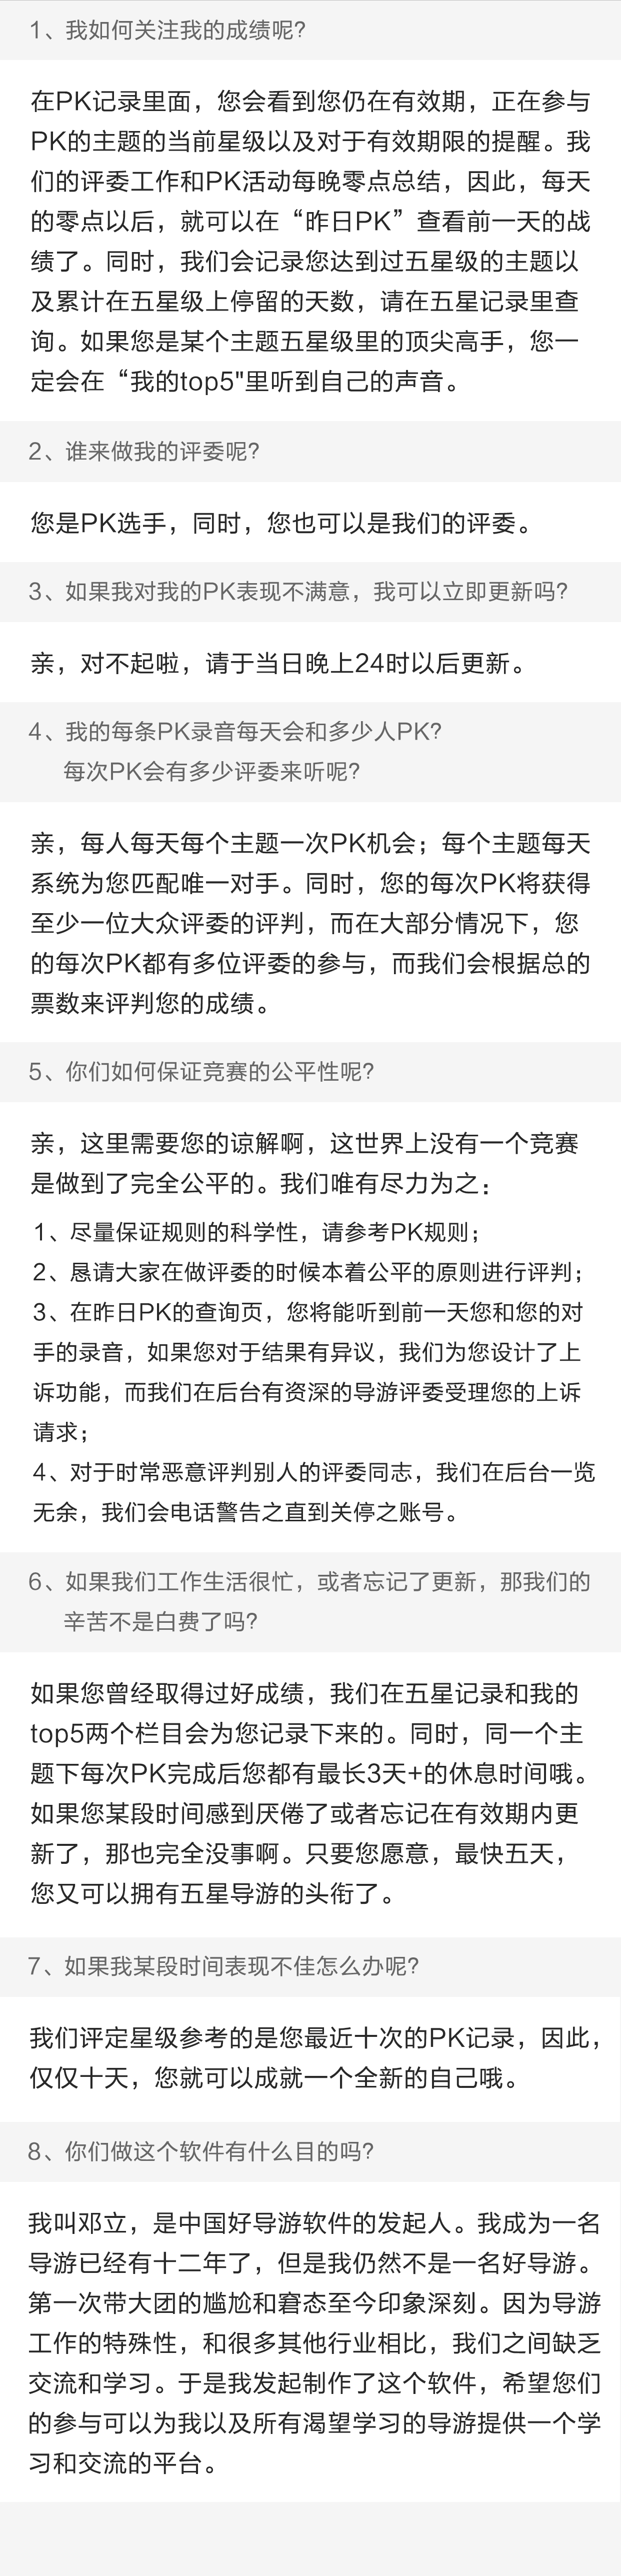 1、我如何关注我的成绩呢?
在PK记录里面，您会看到您仍在有效期，正在参与
PK的主题的当前星级以及对于有效期限的提醒。我
们的评委工作和PK活动每晚零点总结，因此，每天
的零点以后，就可以在“昨日PK”查看前一天的战
绩了。同时，我们会记录您达到过五星级的主题以
及累计在五星级上停留的天数，请在五星记录里查
询。如果您是某个主题五星级里的顶尖高手，您一
定会在“我的top5"里听到自己的声音。
2、谁来做我的评委呢?
您是PK选手，同时，您也可以是我们的评委。
3、如果我对我的PK表现不满意，我可以立即更新吗?
亲，对不起啦，请于当日晚上24时以后更新。
4、我的每条PK录音每天会和多少人PK?
每次PK会有多少评委来听呢?
亲，每人每天每个主题一次PK机会；每个主题每天
系统为您匹配唯一对手。同时，您的每次PK将获得
至少一位大众评委的评判，而在大部分情况下，您
的每次PK都有多位评委的参与，而我们会根据总的
票数来评判您的成绩。
5、你们如何保证竞赛的公平性呢?
亲，这里需要您的谅解啊，这世界上没有一个竞赛
是做到了完全公平的。我们唯有尽力为之：
1、尽量保证规则的科学性，请参考PK规则；
2、恳请大家在做评委的时候本着公平的原则进行评判；
3、在昨日PK的查询页，您将能听到前一天您和您的对
手的录音，如果您对于结果有异议，我们为您设计了上
诉功能，而我们在后台有资深的导游评委受理您的上诉
请求；
4、对于时常恶意评判别人的评委同志，我们在后台一览
无余，我们会电话警告之直到关停之账号。
6、如果我们工作生活很忙，或者忘记了更新，那我们的
辛苦不是白费了吗?
如果您曾经取得过好成绩，我们在五星记录和我的
top5两个栏目会为您记录下来的。同时，同一个主
题下每次PK完成后您都有最长3天+的休息时间哦。
如果您某段时间感到厌倦了或者忘记在有效期内更
新了，那也完全没事啊。只要您愿意，最快五天，
您又可以拥有五星导游的头衔了。
7、如果我某段时间表现不佳怎么办呢?
我们评定星级参考的是您最近十次的PK记录，因此，
仅仅十天，您就可以成就一个全新的自己哦。
8、你们做这个软件有什么目的吗?
我叫邓立，是中国好导游软件的发起人。我成为一名
导游已经有十二年了，但是我仍然不是一名好导游。
第一次带大团的尴尬和窘态至今印象深刻。因为导游
工作的特殊性，和很多其他行业相比，我们之间缺乏
交流和学习。于是我发起制作了这个软件，希望您们
的参与可以为我以及所有渴望学习的导游提供一个学
习和交流的平台。